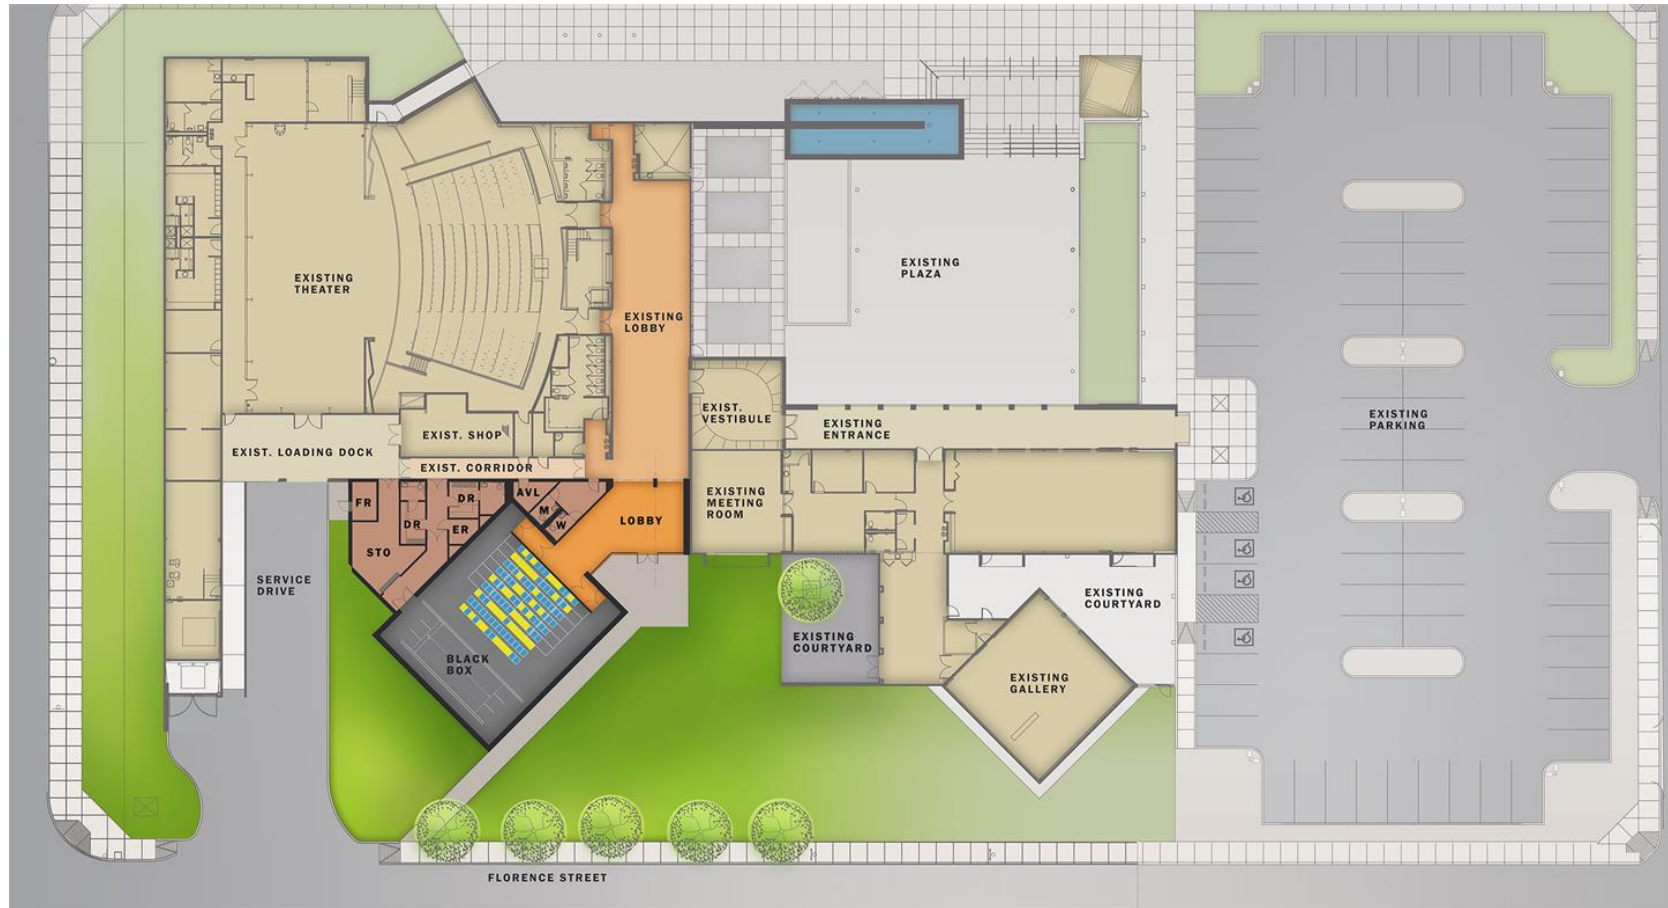 EXISTING
THEATER
EXISTING
LOBBY
EXISTING
PLAZA
EXIST.
VESTIBULE
EXISTING
ENTRANCE
EXISTING
PARKING
EXIST. SHOP
EXIST. LOADING DOCK
EXIST. CORRIDOR
EXISTING
MEETING
ROOM
FR
DR
DR
ER
STO
AVL
M
W
LOBBY
SERVICE
DRIVE
BLACK
BOX
EXISTING
COURTYARD
EXISTING
COURTYARD
EXISTING
GALLERY
FLORENCE STREET